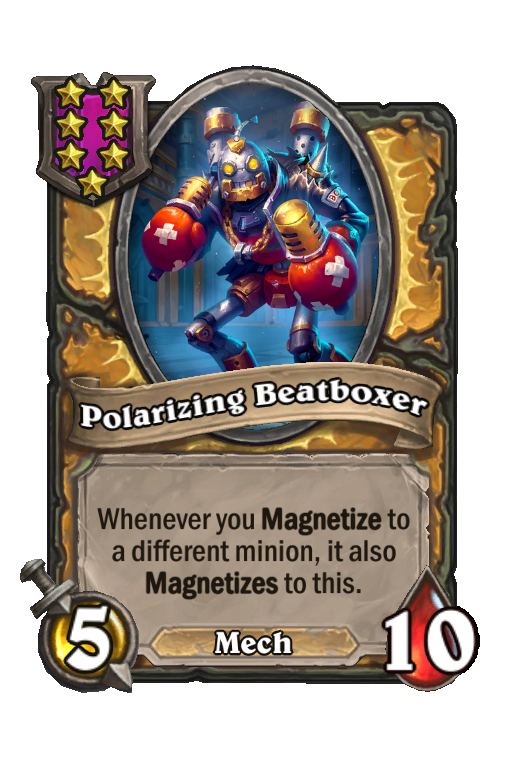 Polarizing Beatboxer
Whenever you Magnetize to
a different minion, it also
Magnetizes to this.
5
Mech
10